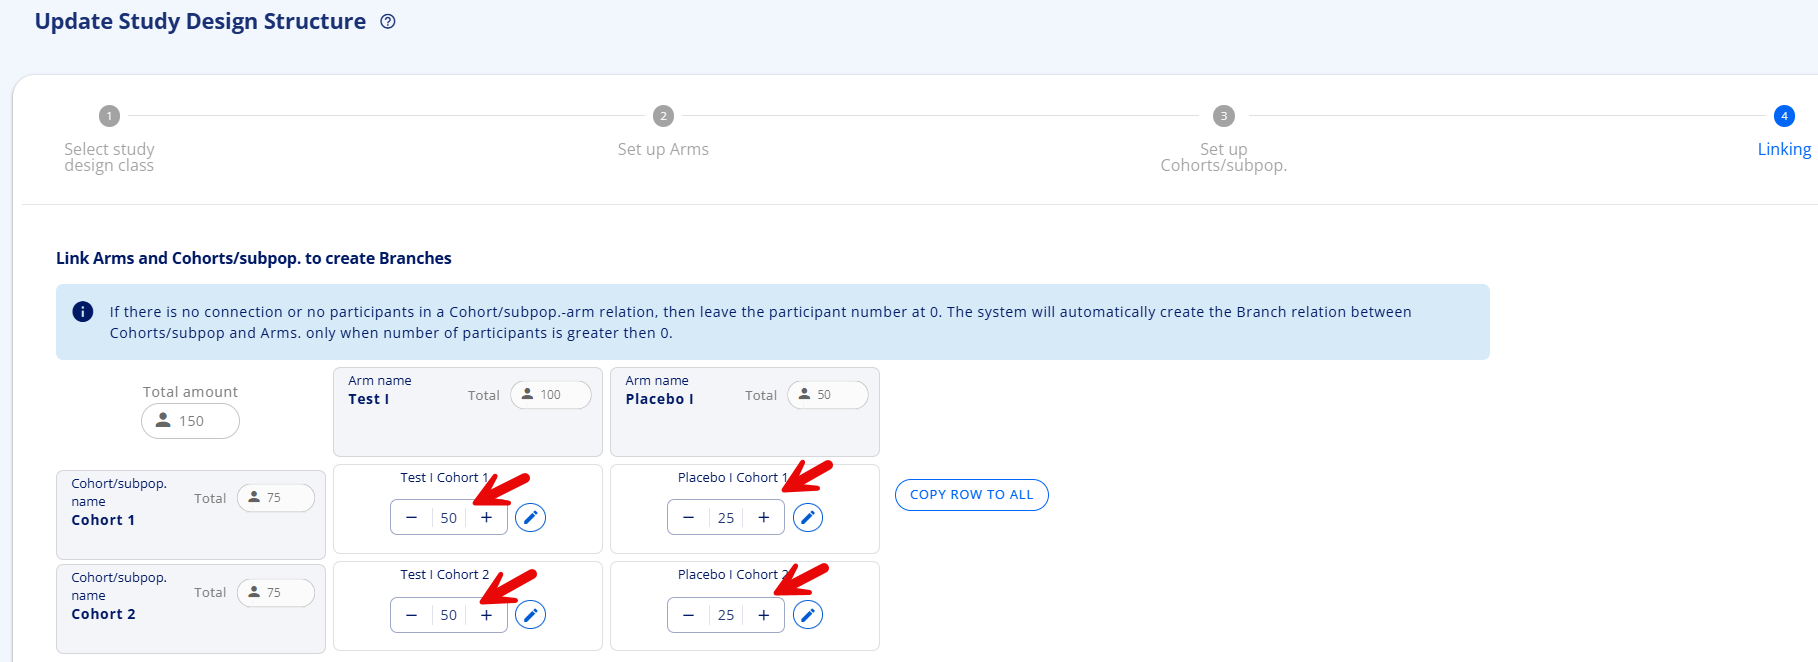 Update Study Design Structure
1
2
3
4
Select study
design class
Set up Arms
Set up
Cohorts/subpop.
Linking
Link Arms and Cohorts/subpop. to create Branches
If there is no connection or no participants in a Cohort/subpop.-arm relation, then leave the participant number at 0. The system will automatically create the Branch relation between
Cohorts/subpop and Arms. only when number of participants is greater then 0.
Total amount
150
Arm name
Test I
Total
100
Arm name
Placebo I
Total
50
Cohort/subpop.
name
Cohort 1
Total
75
Test I Cohort 1
− 50 +
Placebo I Cohort 1
− 25 +
COPY ROW TO ALL
Cohort/subpop.
name
Cohort 2
Total
75
Test I Cohort 2
− 50 +
Placebo I Cohort 2
− 25 +